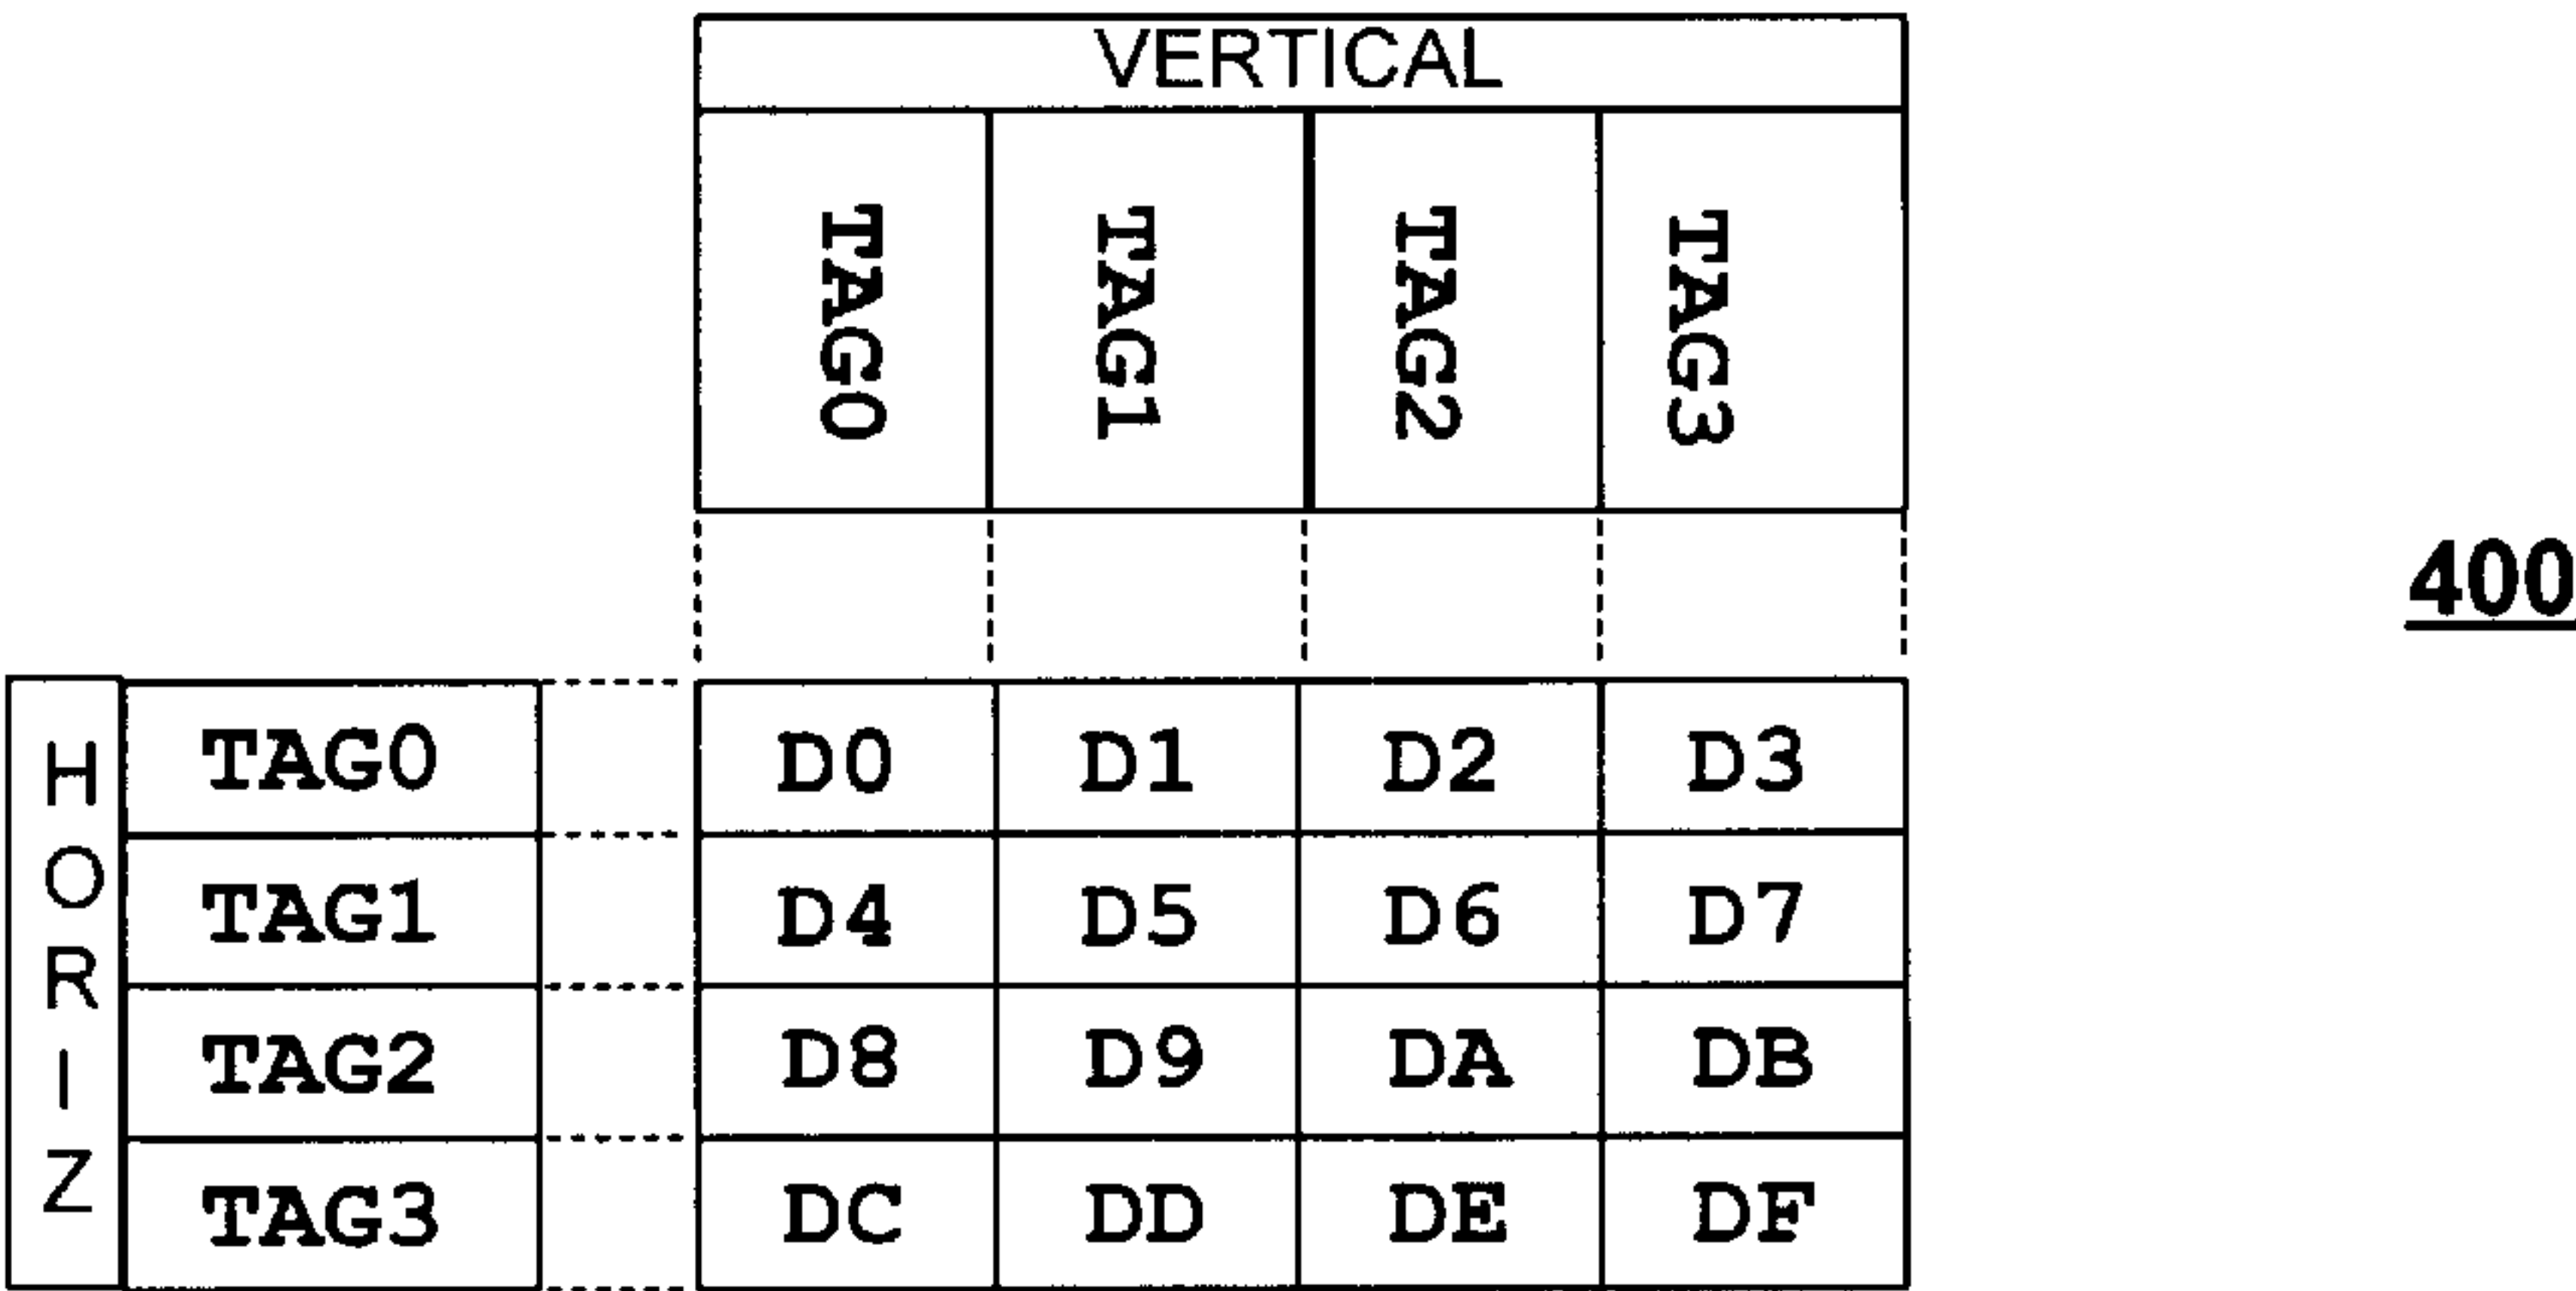 VERTICAL
TAG0 TAG1 TAG2 TAG3
400
HORIZ
TAG0 D0 D1 D2 D3
TAG1 D4 D5 D6 D7
TAG2 D8 D9 DA DB
TAG3 DC DD DE DF